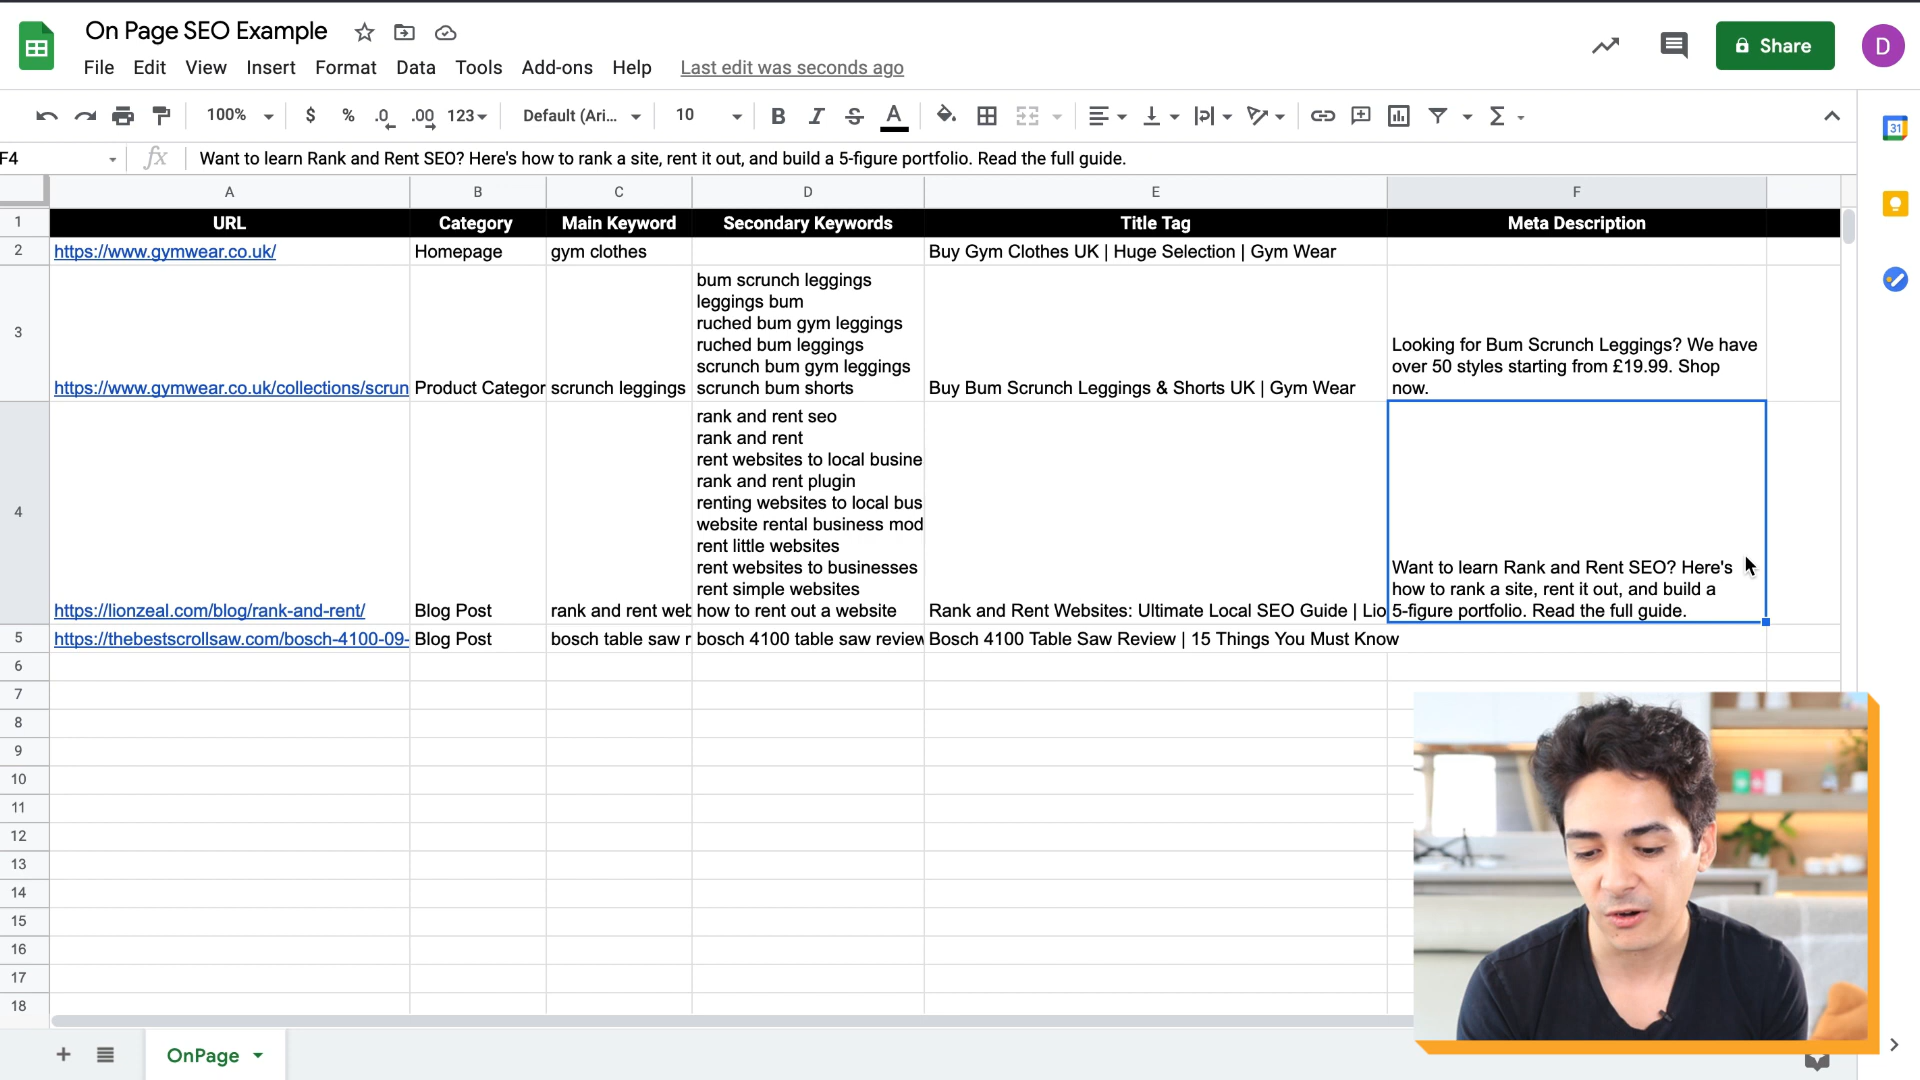 On Page SEO Example
File Edit View Insert Format Data Tools Add-ons Help Last edit was seconds ago
Share
D
100% $ % .0 .00 123 Default (Ari... 10 B I S A
31
F4 fx Want to learn Rank and Rent SEO? Here's how to rank a site, rent it out, and build a 5-figure portfolio. Read the full guide.
A B C D E F
1 URL Category Main Keyword Secondary Keywords Title Tag Meta Description
2 https://www.gymwear.co.uk/ Homepage gym clothes Buy Gym Clothes UK | Huge Selection | Gym Wear
bum scrunch leggings
leggings bum
ruched bum gym leggings
ruched bum leggings
scrunch bum gym leggings
scrunch bum shorts
3 https://www.gymwear.co.uk/collections/scrun Product Categor scrunch leggings Buy Bum Scrunch Leggings & Shorts UK | Gym Wear
Looking for Bum Scrunch Leggings? We have
over 50 styles starting from £19.99. Shop
now.
rank and rent seo
rank and rent
rent websites to local busine
rank and rent plugin
renting websites to local bus
website rental business mod
rent little websites
rent websites to businesses
rent simple websites
how to rent out a website
4 https://lionzeal.com/blog/rank-and-rent/ Blog Post rank and rent web Rank and Rent Websites: Ultimate Local SEO Guide | Lio
Want to learn Rank and Rent SEO? Here's
how to rank a site, rent it out, and build a
5-figure portfolio. Read the full guide.
5 https://thebestscrollsaw.com/bosch-4100-09- Blog Post bosch table saw r bosch 4100 table saw review Bosch 4100 Table Saw Review | 15 Things You Must Know
6
7
8
9
10
11
12
13
14
15
16
17
18
OnPage